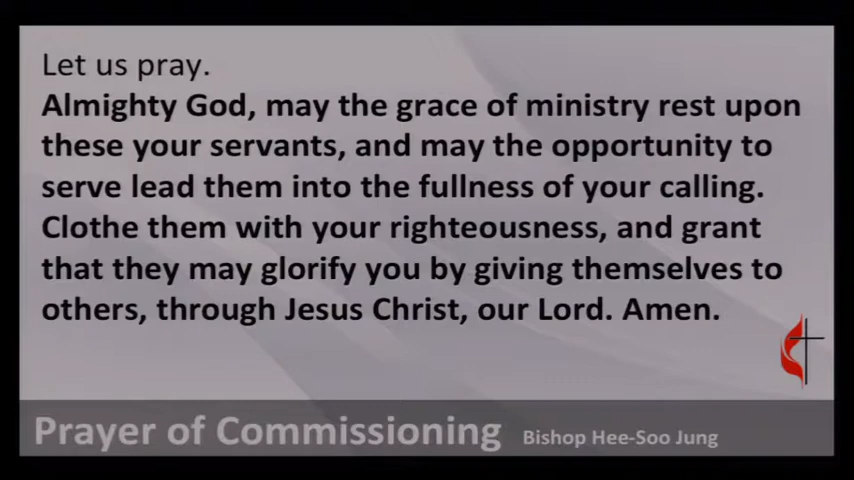 Let us pray.
Almighty God, may the grace of ministry rest upon
these your servants, and may the opportunity to
serve lead them into the fullness of your calling.
Clothe them with your righteousness, and grant
that they may glorify you by giving themselves to
others, through Jesus Christ, our Lord. Amen.
Prayer of Commissioning Bishop Hee-Soo Jung